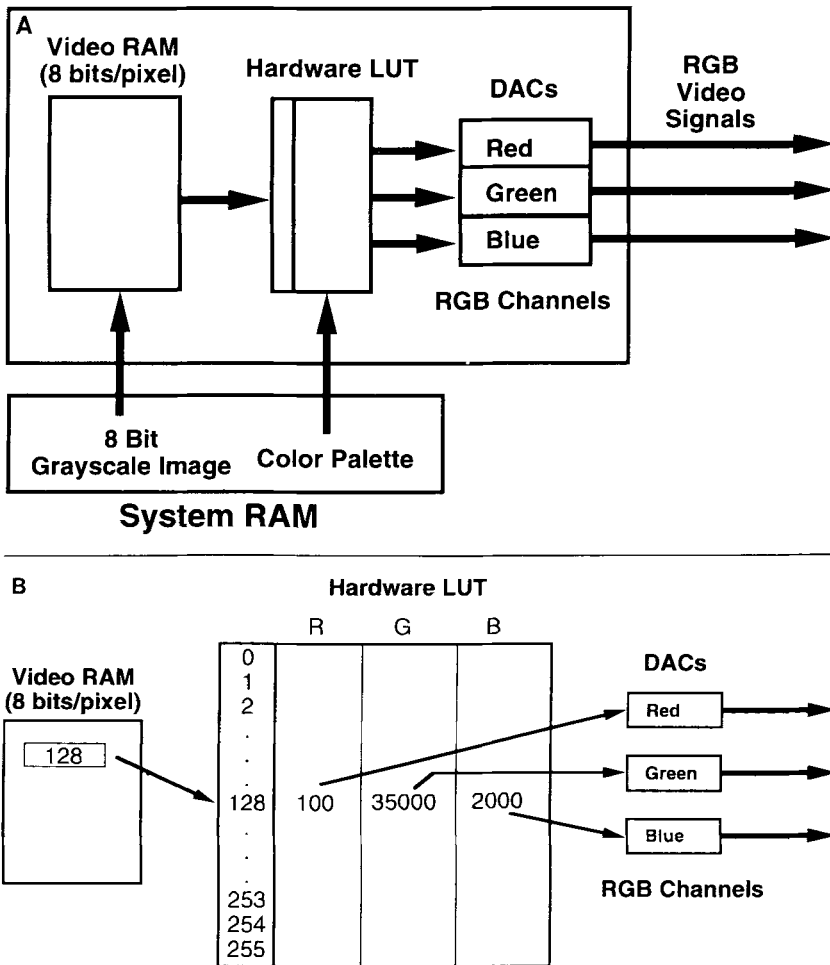 A
Video RAM
(8 bits/pixel)
Hardware LUT
DACs
RGB
Video
Signals
Red
Green
Blue
RGB Channels
8 Bit
Grayscale Image
Color Palette
System RAM
B
Hardware LUT
R G B
Video RAM
(8 bits/pixel)
DACs
0
1
2
.
.
.
128
128 100 35000 2000
.
.
.
253
254
255
Red
Green
Blue
RGB Channels